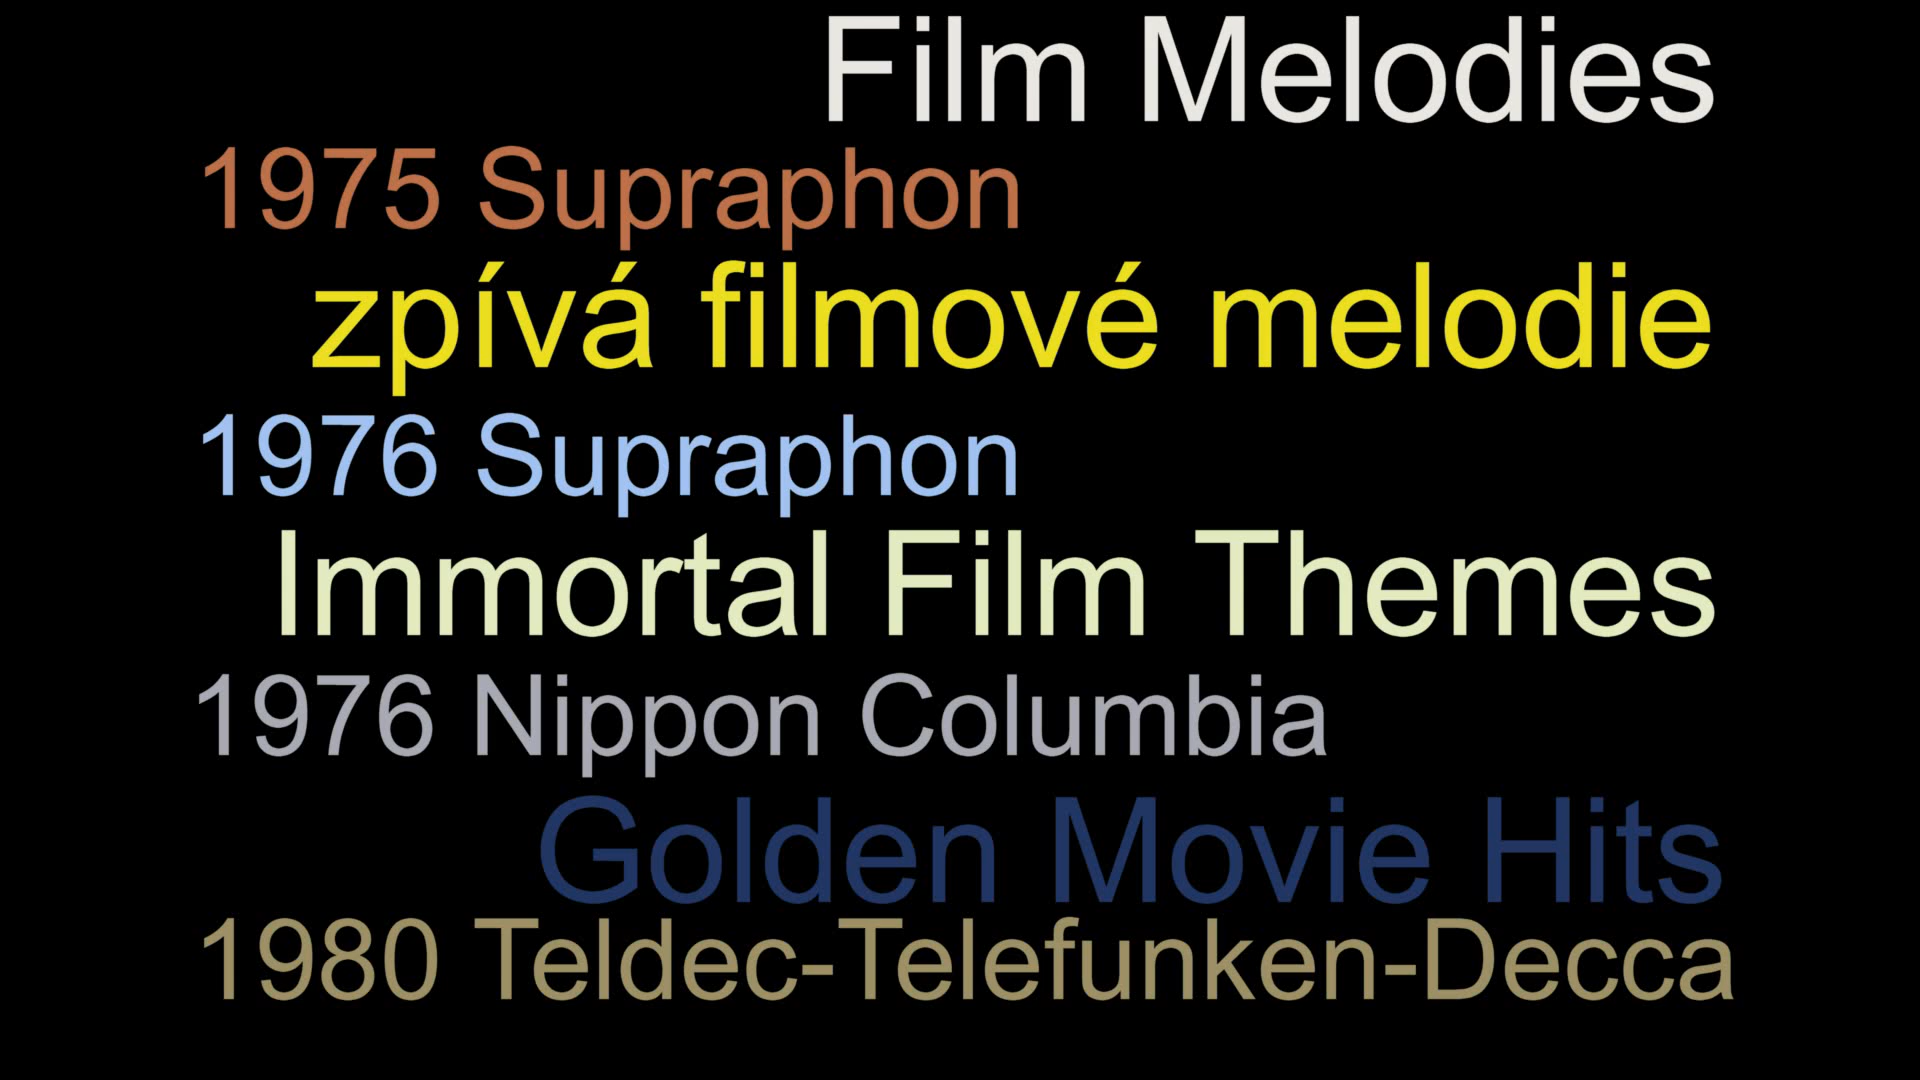 Film Melodies
1975 Supraphon
zpívá filmové melodie
1976 Supraphon
Immortal Film Themes
1976 Nippon Columbia
Golden Movie Hits
1980 Teldec-Telefunken-Decca